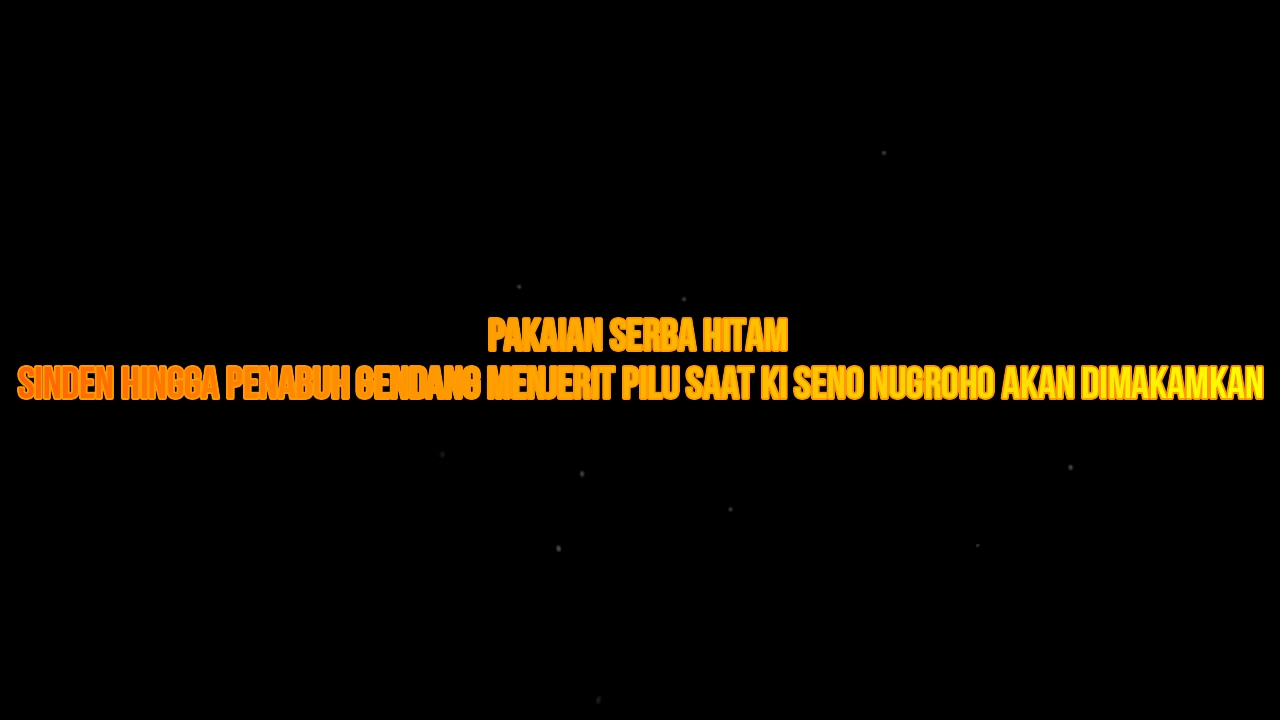 PAKAIAN SERBA HITAM
SINDEN HINGGA PENABUH GENDANG MENJERIT PILU SAAT KI SENO NUGROHO AKAN DIMAKAMKAN